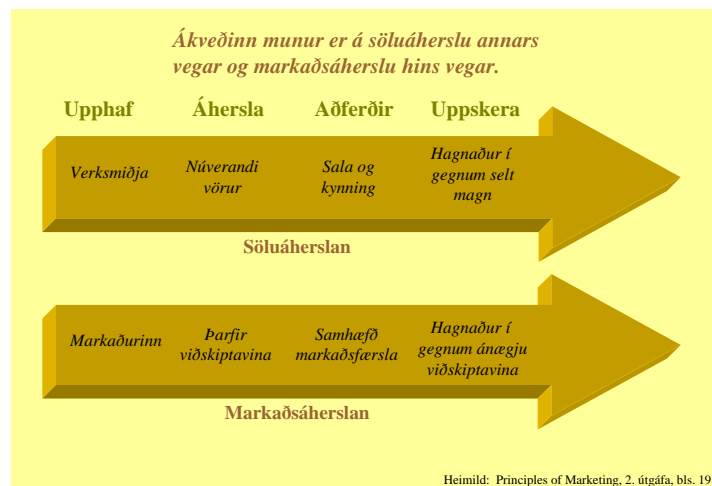 Ákveðinn munur er á söluáherslu annars
vegar og markaðsáherslu hins vegar.
Upphaf Áhersla Aðferðir Uppskera
Verksmiðja
Núverandi
vörur
Sala og
kynning
Hagnaður í
gegnum selt
magn
Söluáherslan
Markaðurinn
Þarfir
viðskiptavina
Samhæfð
markaðsfærsla
Hagnaður í
gegnum ánægju
viðskiptavina
Markaðsáherslan
Heimild: Principles of Marketing, 2. útgáfa, bls. 19